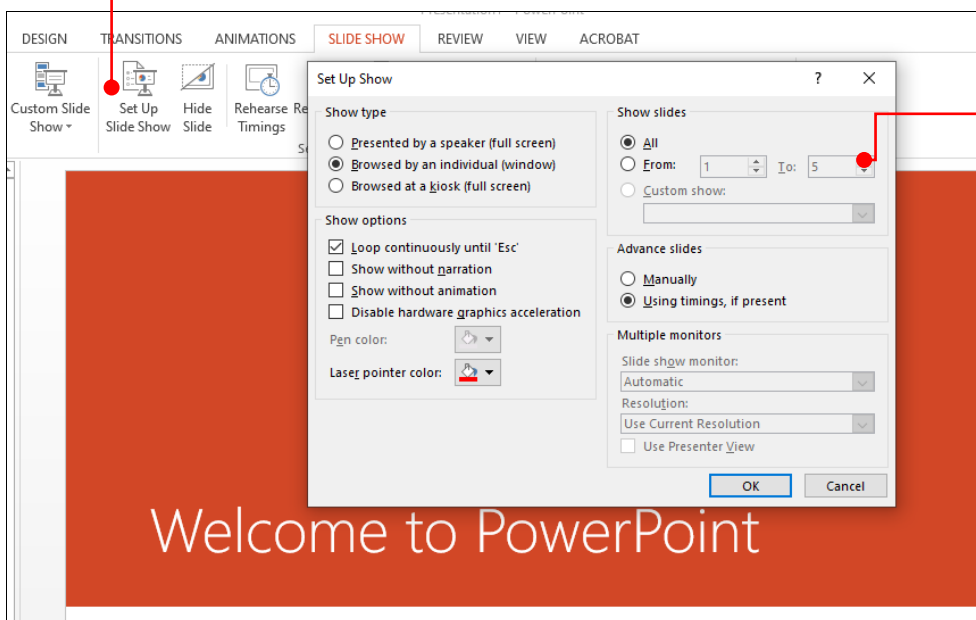 DESIGN TRANSITIONS ANIMATIONS SLIDE SHOW REVIEW VIEW ACROBAT
Custom Slide Show
Set Up Slide Show
Hide Slide
Rehearse Timings
Set Up Show ? ×
Show type
Presented by a speaker (full screen)
Browsed by an individual (window)
Browsed at a kiosk (full screen)
Show options
Loop continuously until 'Esc'
Show without narration
Show without animation
Disable hardware graphics acceleration
Pen color:
Laser pointer color:
Show slides
All
From: 1 To: 5
Custom show:
Advance slides
Manually
Using timings, if present
Multiple monitors
Slide show monitor:
Automatic
Resolution:
Use Current Resolution
Use Presenter View
OK Cancel
Welcome to PowerPoint